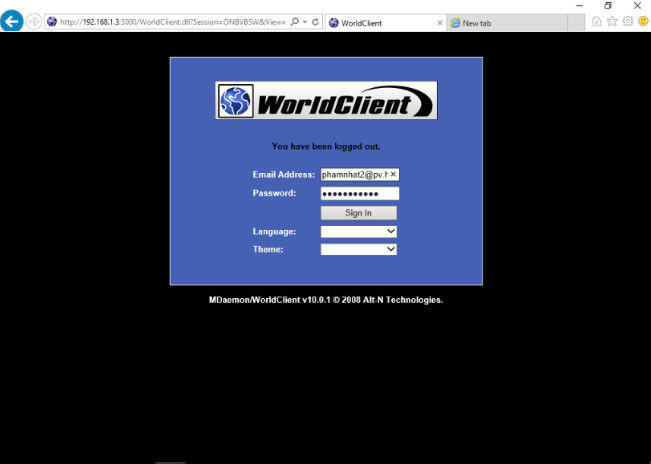 http://192.168.1.3:3000/WorldClient.dll?Session=ONBVBSW&View=
WorldClient
New tab
WorldClient
You have been logged out.
Email Address: phamnhat2@pv.h
Password: •••••••••••
Sign In
Language:
Theme:
MDaemon/WorldClient v10.0.1 © 2008 Alt-N Technologies.